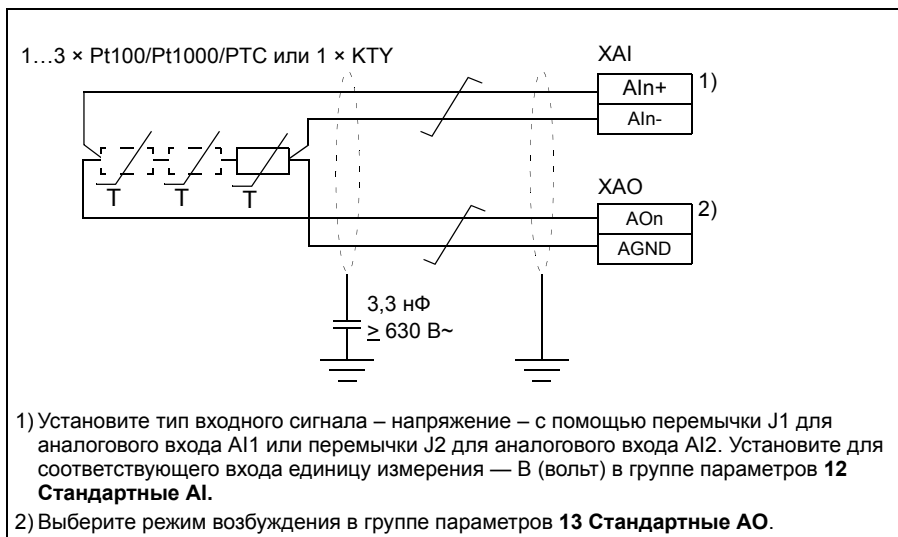 1…3 × Pt100/Pt1000/PTC или 1 × KTY
XAI
AIn+
1)
AIn-
T
T
T
XAO
AOn
2)
AGND
3,3 нФ
≥ 630 В~
1) Установите тип входного сигнала – напряжение – с помощью перемычки J1 для
аналогового входа AI1 или перемычки J2 для аналогового входа AI2. Установите для
соответствующего входа единицу измерения — В (вольт) в группе параметров 12
Стандартные AI.
2) Выберите режим возбуждения в группе параметров 13 Стандартные AO.